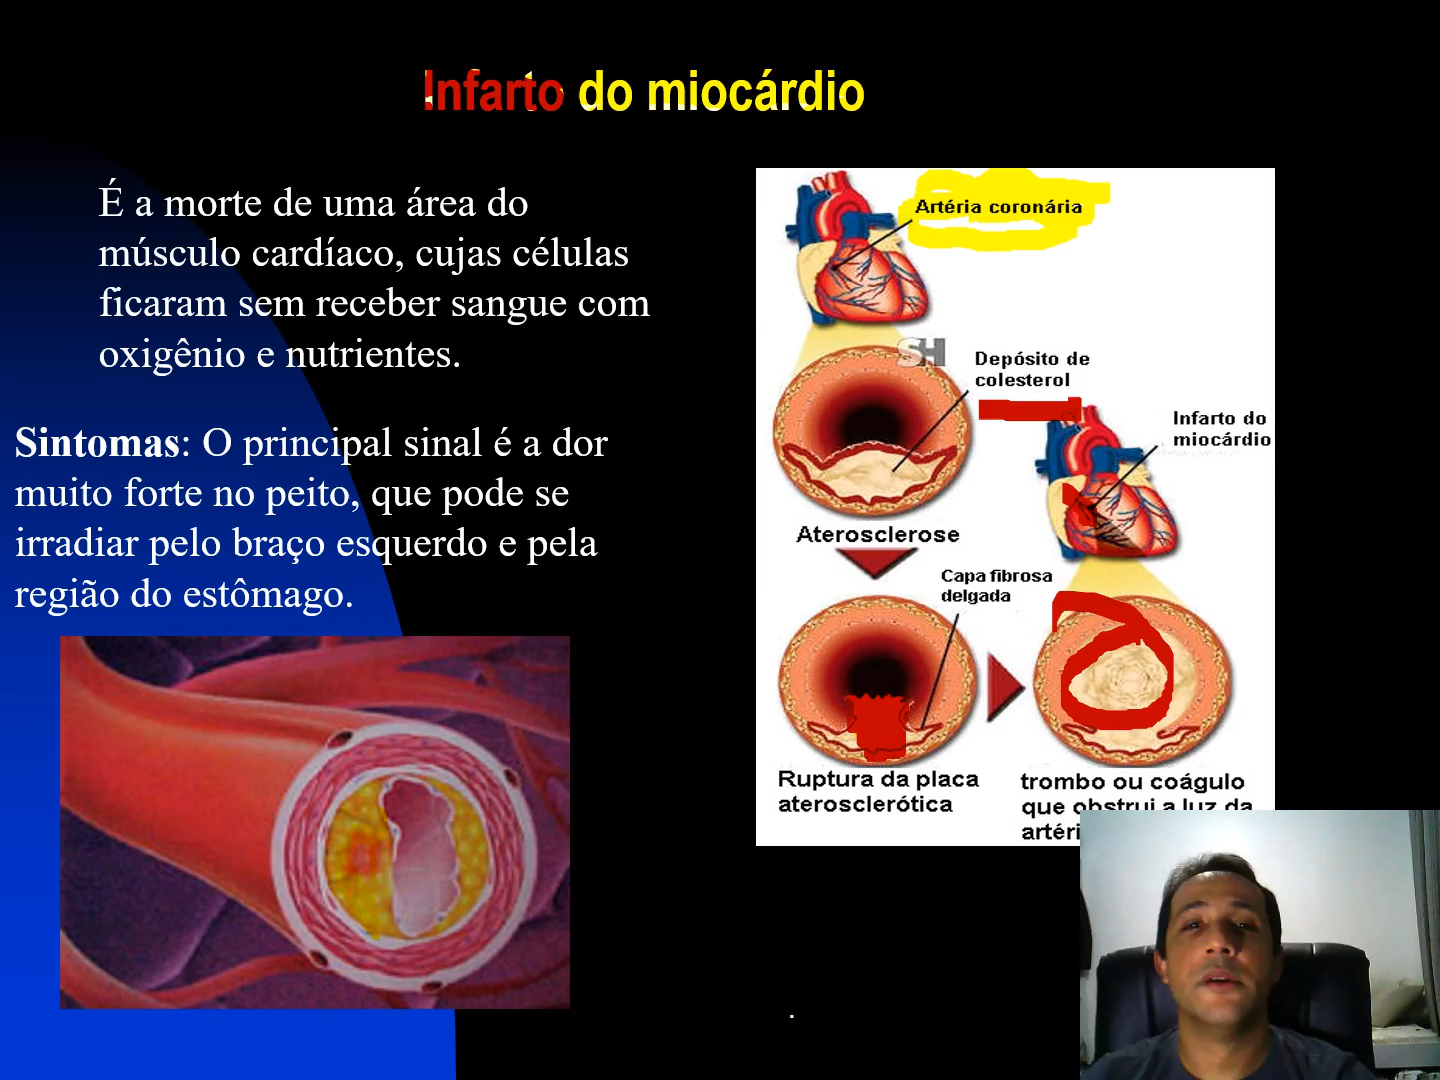 Infarto do miocárdio
É a morte de uma área do
músculo cardíaco, cujas células
ficaram sem receber sangue com
oxigênio e nutrientes.
Sintomas: O principal sinal é a dor
muito forte no peito, que pode se
irradiar pelo braço esquerdo e pela
região do estômago.
Artéria coronária
SH
Depósito de
colesterol
Infarto do
miocárdio
Aterosclerose
Capa fibrosa
delgada
Ruptura da placa
aterosclerótica
trombo ou coágulo
que obstrui a luz da
artéri
.